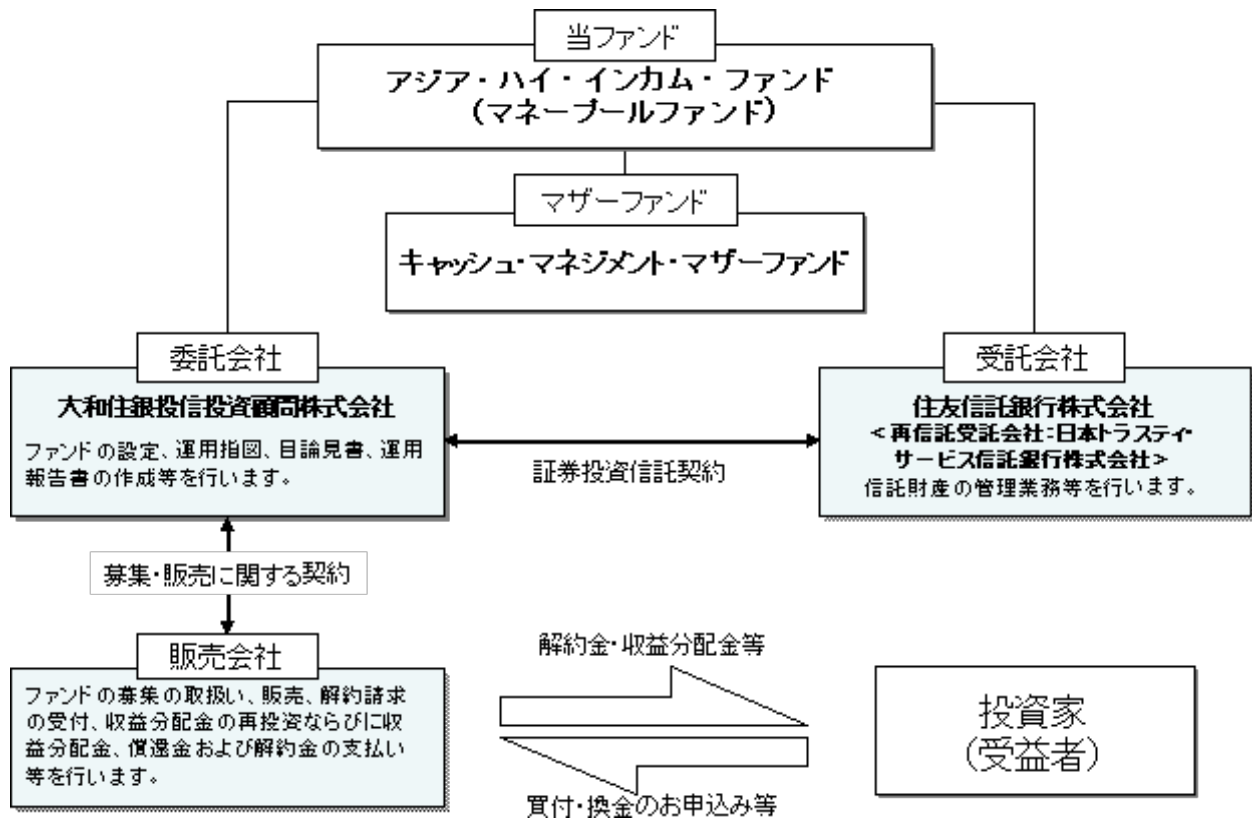 当ファンド
アジア・ハイ・インカム・ファンド
(マネープールファンド)
マザーファンド
キャッシュ・マネジメント・マザーファンド
委託会社
大和住銀投信投資顧問株式会社
ファンドの設定、運用指図、目論見書、運用
報告書の作成等を行います。
受託会社
住友信託銀行株式会社
<再信託受託会社:日本トラスティ・
サービス信託銀行株式会社>
信託財産の管理業務等を行います。
証券投資信託契約
募集・販売に関する契約
販売会社
ファンドの募集の取扱い、販売、解約請求
の受付、収益分配金の再投資ならびに収
益分配金、償還金および解約金の支払い
等を行います。
解約金・収益分配金等
買付・換金のお申込み等
投資家
(受益者)